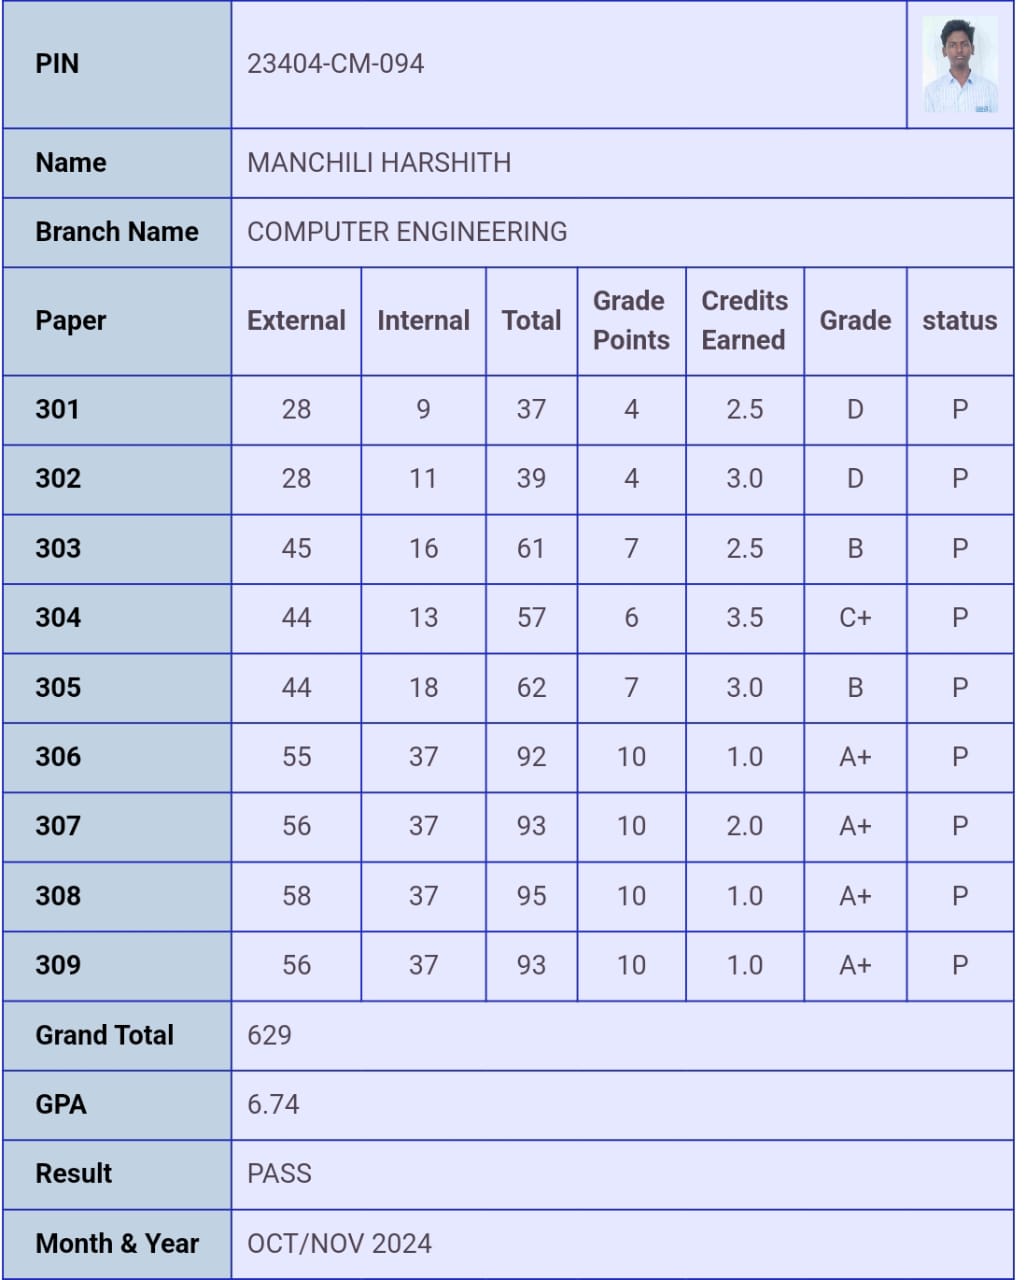 PIN 23404-CM-094
Name MANCHILI HARSHITH
Branch Name COMPUTER ENGINEERING
Paper External Internal Total Grade Points Credits Earned Grade status
301 28 9 37 4 2.5 D P
302 28 11 39 4 3.0 D P
303 45 16 61 7 2.5 B P
304 44 13 57 6 3.5 C+ P
305 44 18 62 7 3.0 B P
306 55 37 92 10 1.0 A+ P
307 56 37 93 10 2.0 A+ P
308 58 37 95 10 1.0 A+ P
309 56 37 93 10 1.0 A+ P
Grand Total 629
GPA 6.74
Result PASS
Month & Year OCT/NOV 2024